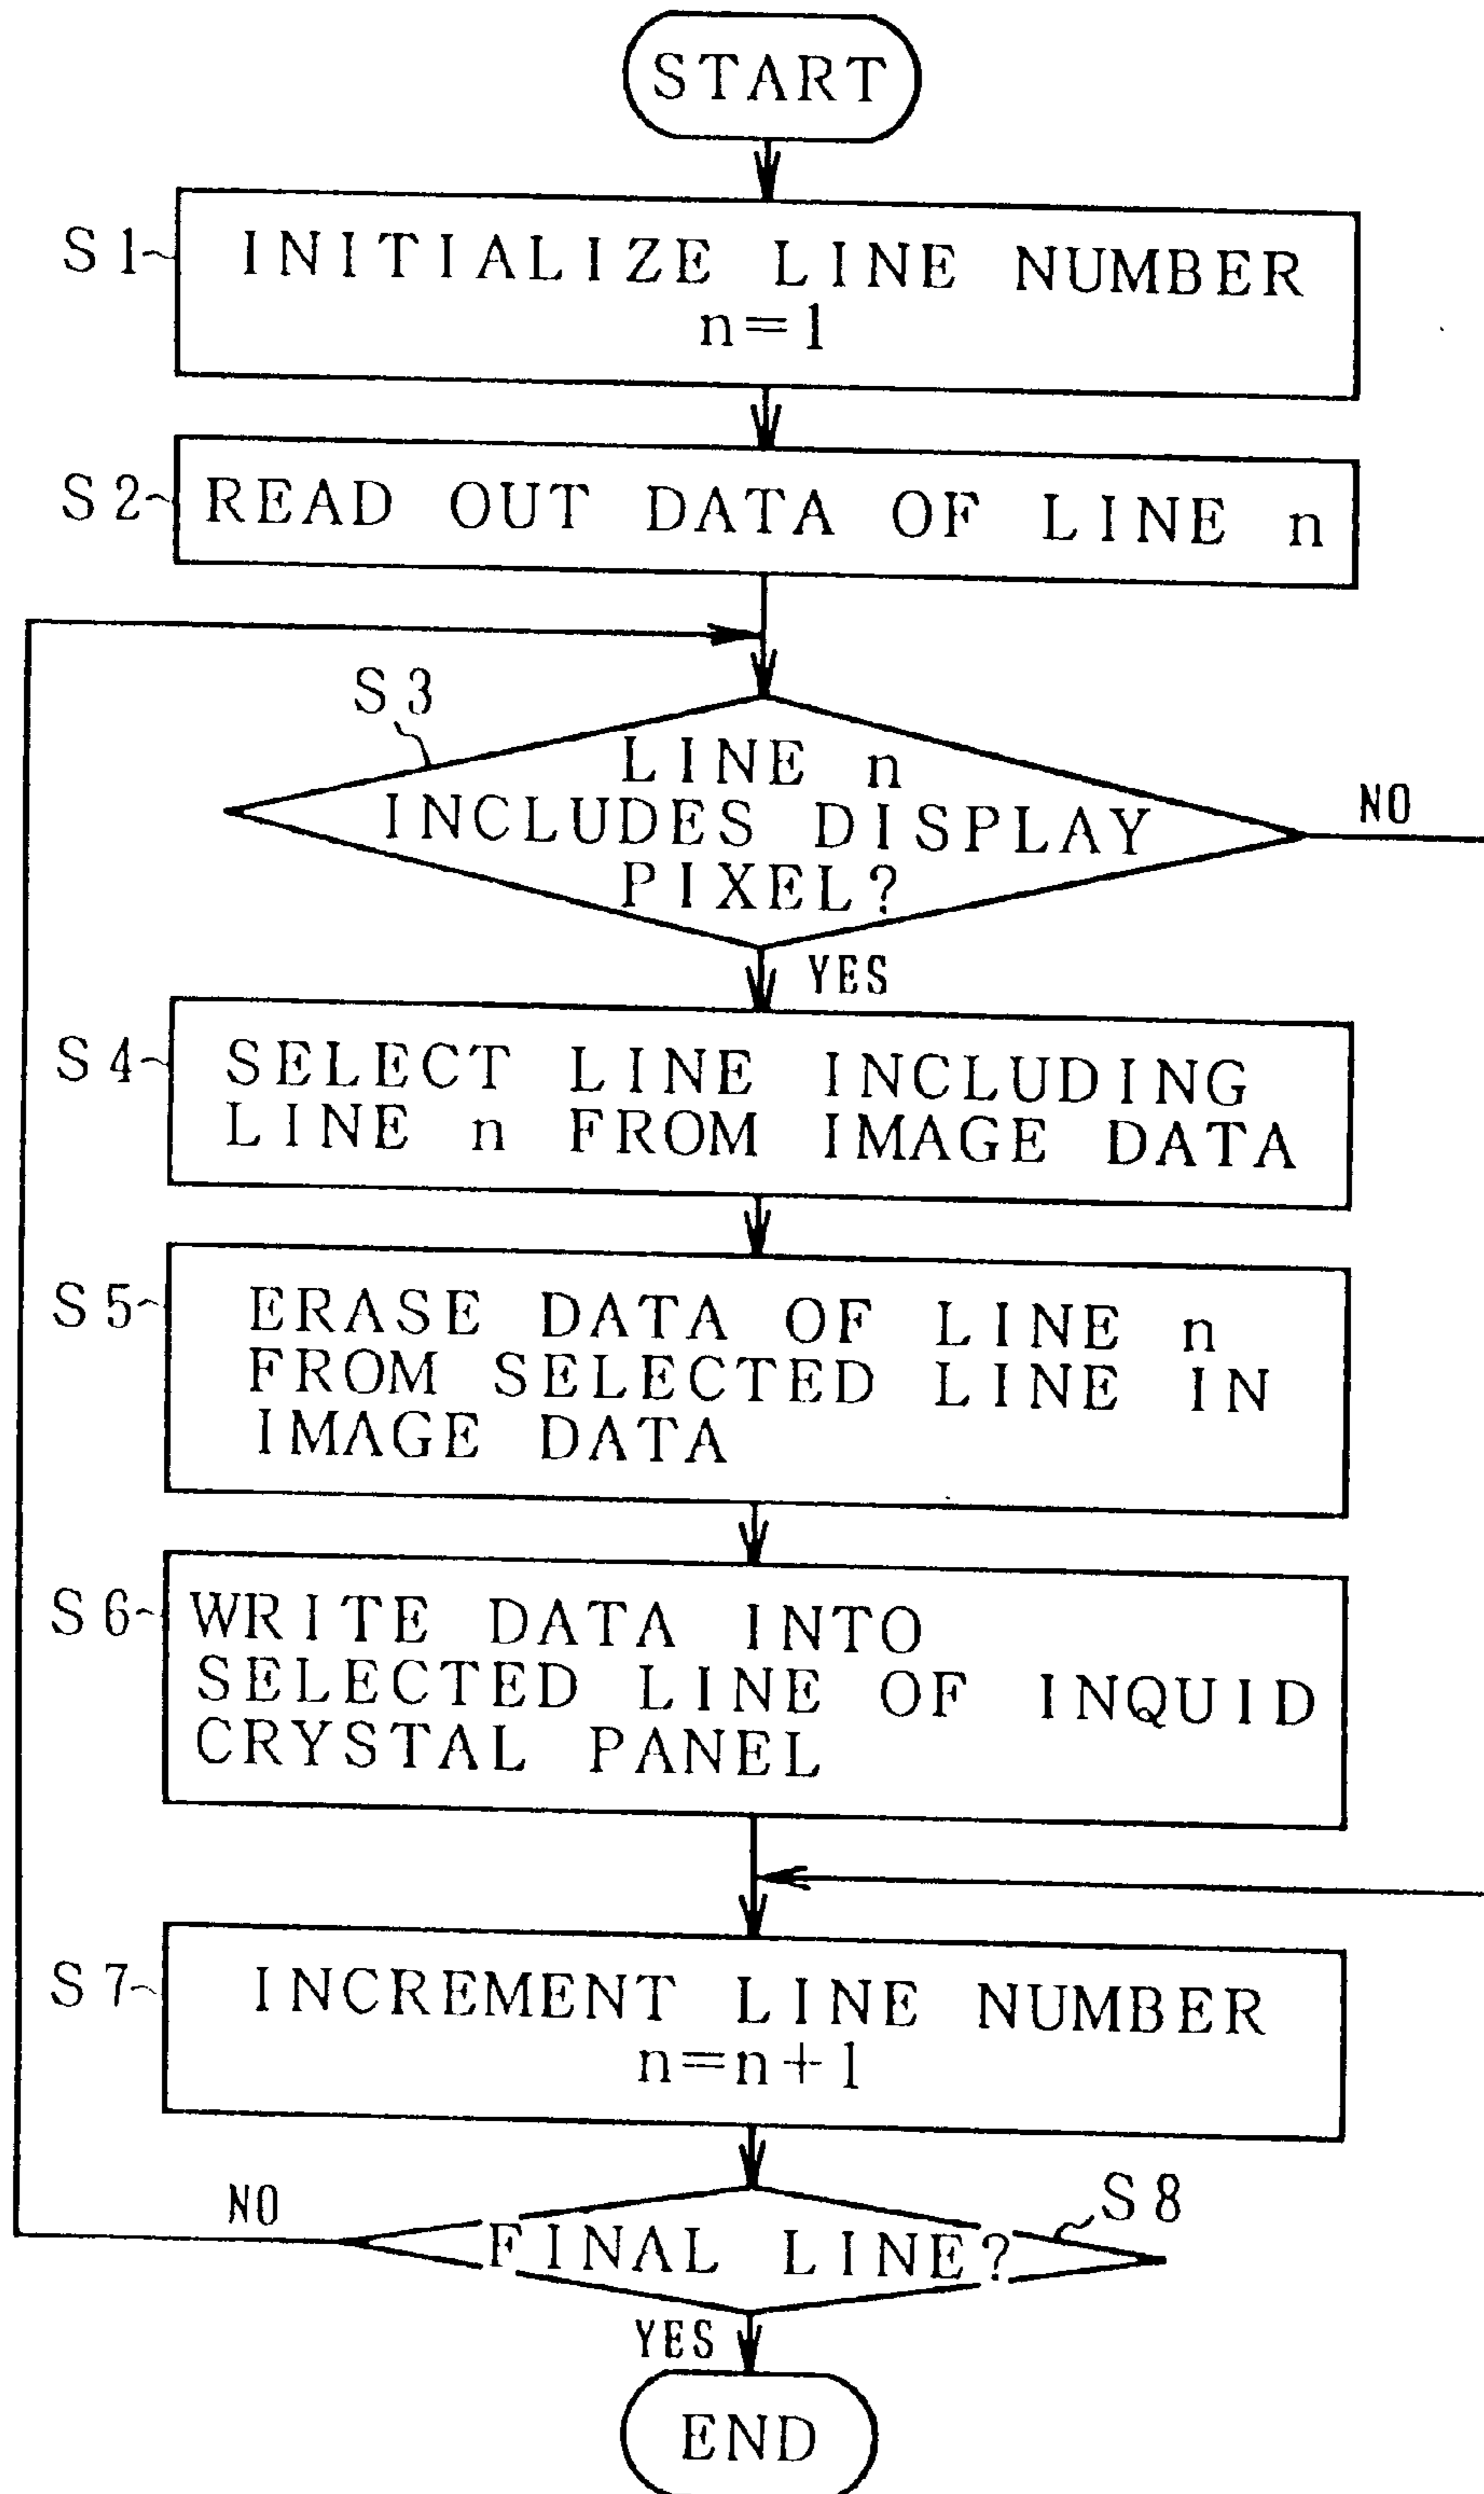 START
S1
INITIALIZE LINE NUMBER
n=1
S2
READ OUT DATA OF LINE n
S3
LINE n
INCLUDES DISPLAY
PIXEL?
NO
YES
S4
SELECT LINE INCLUDING
LINE n FROM IMAGE DATA
S5
ERASE DATA OF LINE n
FROM SELECTED LINE IN
IMAGE DATA
S6
WRITE DATA INTO
SELECTED LINE OF INQUID
CRYSTAL PANEL
S7
INCREMENT LINE NUMBER
n=n+1
NO
S8
FINAL LINE?
YES
END